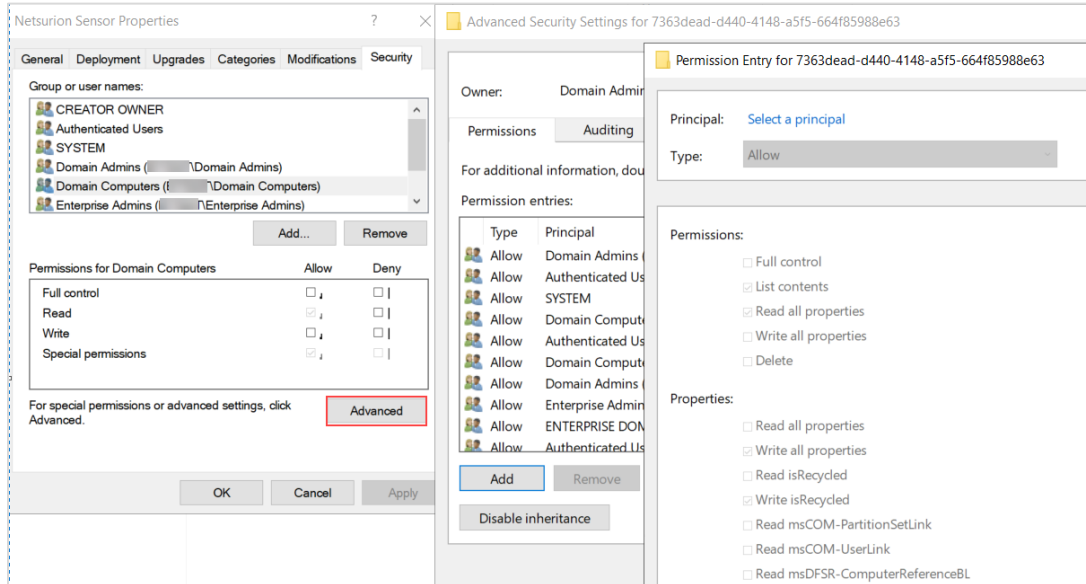 Netsurion Sensor Properties
General Deployment Upgrades Categories Modifications Security
Group or user names:
CREATOR OWNER
Authenticated Users
SYSTEM
Domain Admins ( \Domain Admins)
Domain Computers ( \Domain Computers)
Enterprise Admins ( \Enterprise Admins)
Add... Remove
Permissions for Domain Computers Allow Deny
Full control
Read
Write
Special permissions
For special permissions or advanced settings, click
Advanced.
Advanced
OK Cancel Apply
Advanced Security Settings for 7363dead-d440-4148-a5f5-664f85988e63
Owner: Domain Admir
Permissions Auditing
For additional information, dou
Permission entries:
Type Principal
Allow Domain Admins (
Allow Authenticated Us
Allow SYSTEM
Allow Domain Compute
Allow Authenticated Us
Allow Domain Compute
Allow Domain Admins (
Allow Enterprise Admin
Allow ENTERPRISE DOM
Allow Authenticated Us
Add Remove
Disable inheritance
Permission Entry for 7363dead-d440-4148-a5f5-664f85988e63
Principal: Select a principal
Type: Allow
Permissions:
Full control
List contents
Read all properties
Write all properties
Delete
Properties:
Read all properties
Write all properties
Read isRecycled
Write isRecycled
Read msCOM-PartitionSetLink
Read msCOM-UserLink
Read msDFSR-ComputerReferenceBL